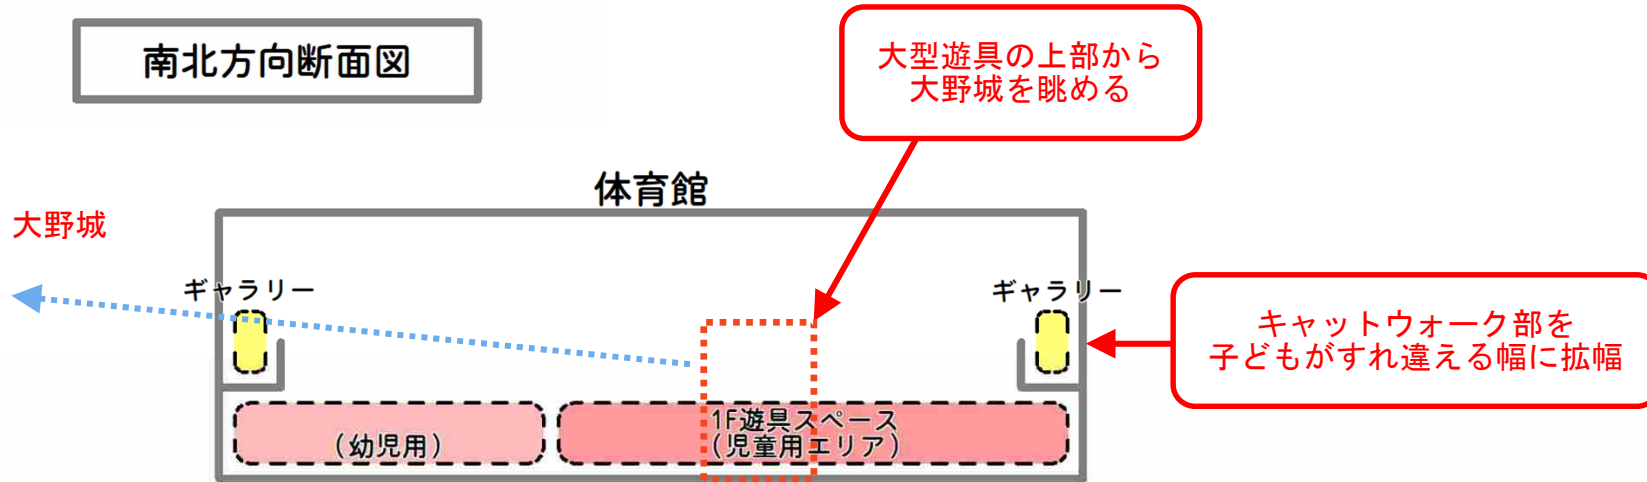 南北方向断面図
大型遊具の上部から
大野城を眺める
体育館
大野城
ギャラリー
ギャラリー
キャットウォーク部を
子どもがすれ違える幅に拡幅
(幼児用)
1F遊具スペース
(児童用エリア)